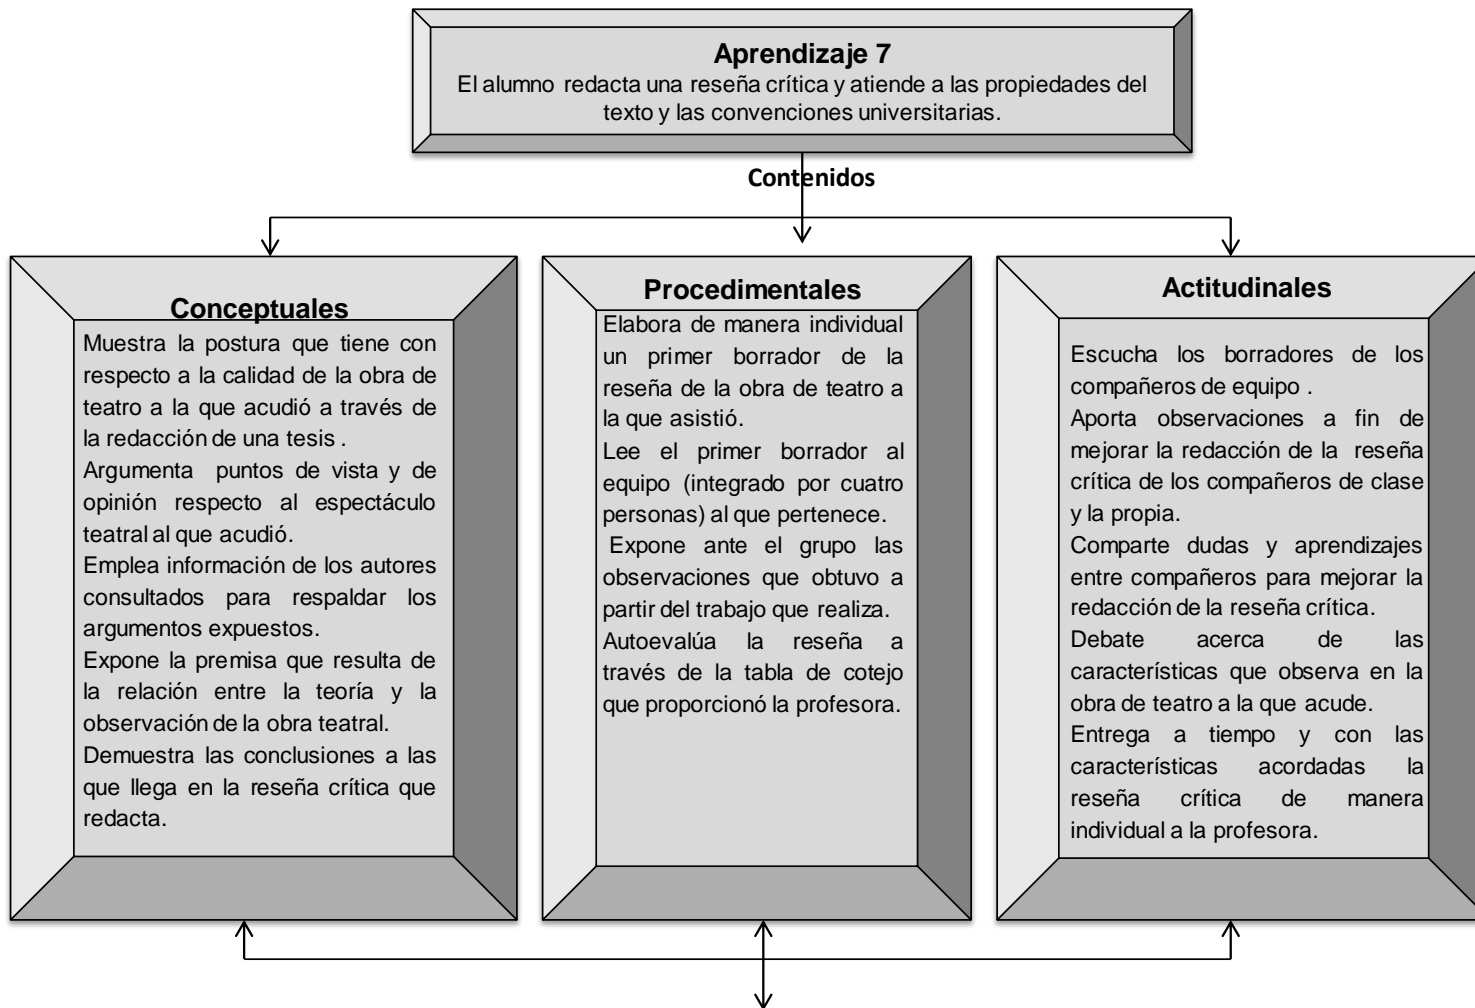 Aprendizaje 7
El alumno redacta una reseña crítica y atiende a las propiedades del
texto y las convenciones universitarias.
Contenidos
Conceptuales
Muestra la postura que tiene con
respecto a la calidad de la obra de
teatro a la que acudió a través de
la redacción de una tesis .
Argumenta puntos de vista y de
opinión respecto al espectáculo
teatral al que acudió.
Emplea información de los autores
consultados para respaldar los
argumentos expuestos.
Expone la premisa que resulta de
la relación entre la teoría y la
observación de la obra teatral.
Demuestra las conclusiones a las
que llega en la reseña crítica que
redacta.
Procedimentales
Elabora de manera individual
un primer borrador de la
reseña de la obra de teatro a
la que asistió.
Lee el primer borrador al
equipo (integrado por cuatro
personas) al que pertenece.
Expone ante el grupo las
observaciones que obtuvo a
partir del trabajo que realiza.
Autoevalúa la reseña a
través de la tabla de cotejo
que proporcionó la profesora.
Actitudinales
Escucha los borradores de los
compañeros de equipo .
Aporta observaciones a fin de
mejorar la redacción de la reseña
crítica de los compañeros de clase
y la propia.
Comparte dudas y aprendizajes
entre compañeros para mejorar la
redacción de la reseña crítica.
Debate acerca de las
características que observa en la
obra de teatro a la que acude.
Entrega a tiempo y con las
características acordadas la
reseña crítica de manera
individual a la profesora.